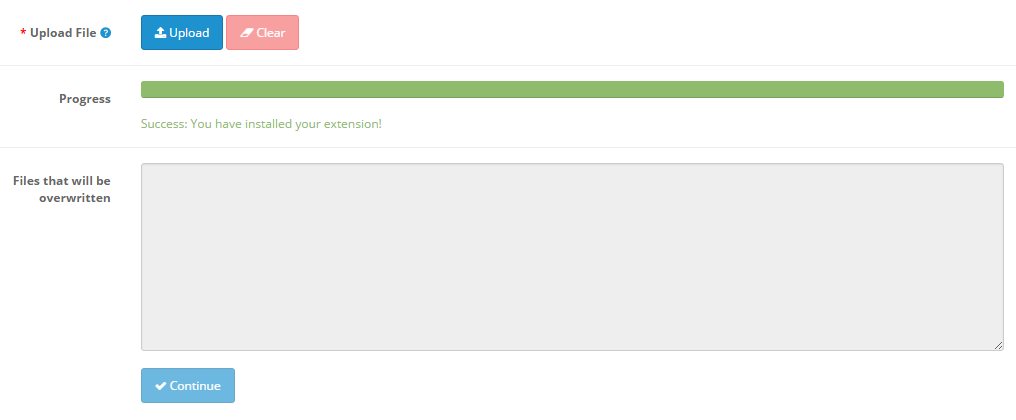 * Upload File
Upload
Clear
Progress
Success: You have installed your extension!
Files that will be
overwritten
Continue